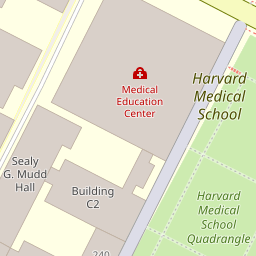 Medical
Education
Center
Harvard
Medical
School
Sealy
G. Mudd
Hall
Building
C2
Harvard
Medical
School
Quadrangle
240